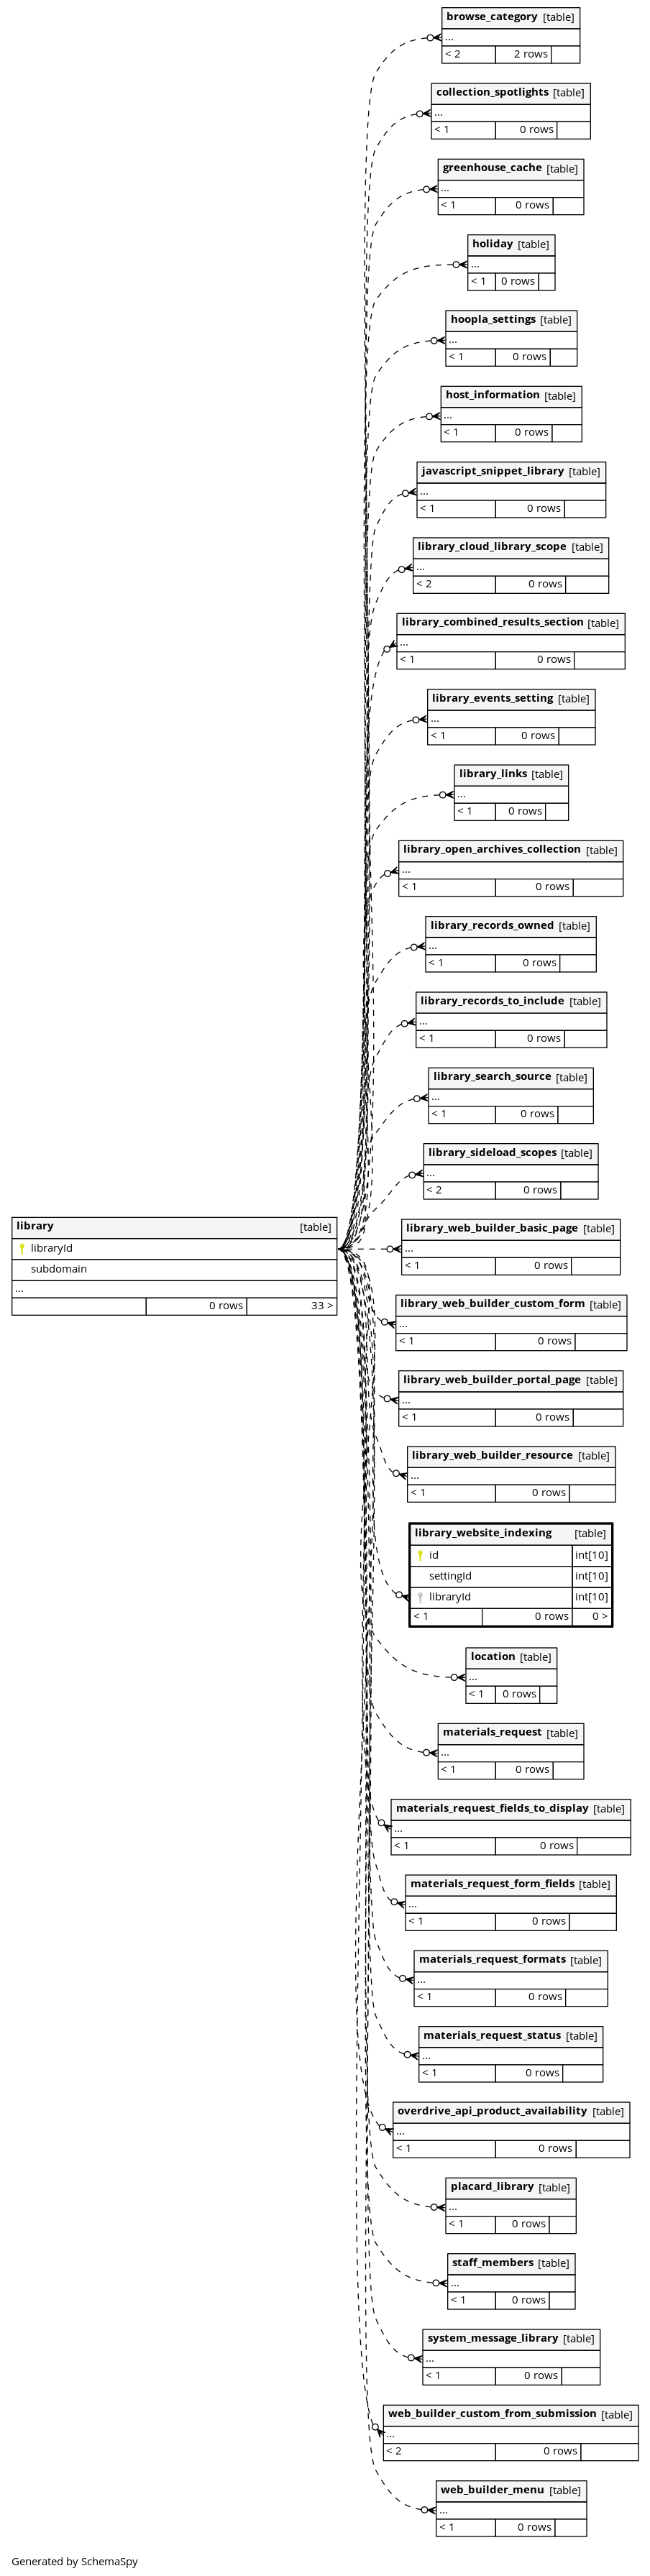 browse_category [table]
...
< 2 2 rows
collection_spotlights [table]
...
< 1 0 rows
greenhouse_cache [table]
...
< 1 0 rows
holiday [table]
...
< 1 0 rows
hoopla_settings [table]
...
< 1 0 rows
host_information [table]
...
< 1 0 rows
javascript_snippet_library [table]
...
< 1 0 rows
library_cloud_library_scope [table]
...
< 2 0 rows
library_combined_results_section [table]
...
< 1 0 rows
library_events_setting [table]
...
< 1 0 rows
library_links [table]
...
< 1 0 rows
library_open_archives_collection [table]
...
< 1 0 rows
library_records_owned [table]
...
< 1 0 rows
library_records_to_include [table]
...
< 1 0 rows
library_search_source [table]
...
< 1 0 rows
library_sideload_scopes [table]
...
< 2 0 rows
library [table]
libraryId
subdomain
...
0 rows 33 >
library_web_builder_basic_page [table]
...
< 1 0 rows
library_web_builder_custom_form [table]
...
< 1 0 rows
library_web_builder_portal_page [table]
...
< 1 0 rows
library_web_builder_resource [table]
...
< 1 0 rows
library_website_indexing [table]
id int[10]
settingId int[10]
libraryId int[10]
< 1 0 rows 0 >
location [table]
...
< 1 0 rows
materials_request [table]
...
< 1 0 rows
materials_request_fields_to_display [table]
...
< 1 0 rows
materials_request_form_fields [table]
...
< 1 0 rows
materials_request_formats [table]
...
< 1 0 rows
materials_request_status [table]
...
< 1 0 rows
overdrive_api_product_availability [table]
...
< 1 0 rows
placard_library [table]
...
< 1 0 rows
staff_members [table]
...
< 1 0 rows
system_message_library [table]
...
< 1 0 rows
web_builder_custom_from_submission [table]
...
< 2 0 rows
web_builder_menu [table]
...
< 1 0 rows
Generated by SchemaSpy